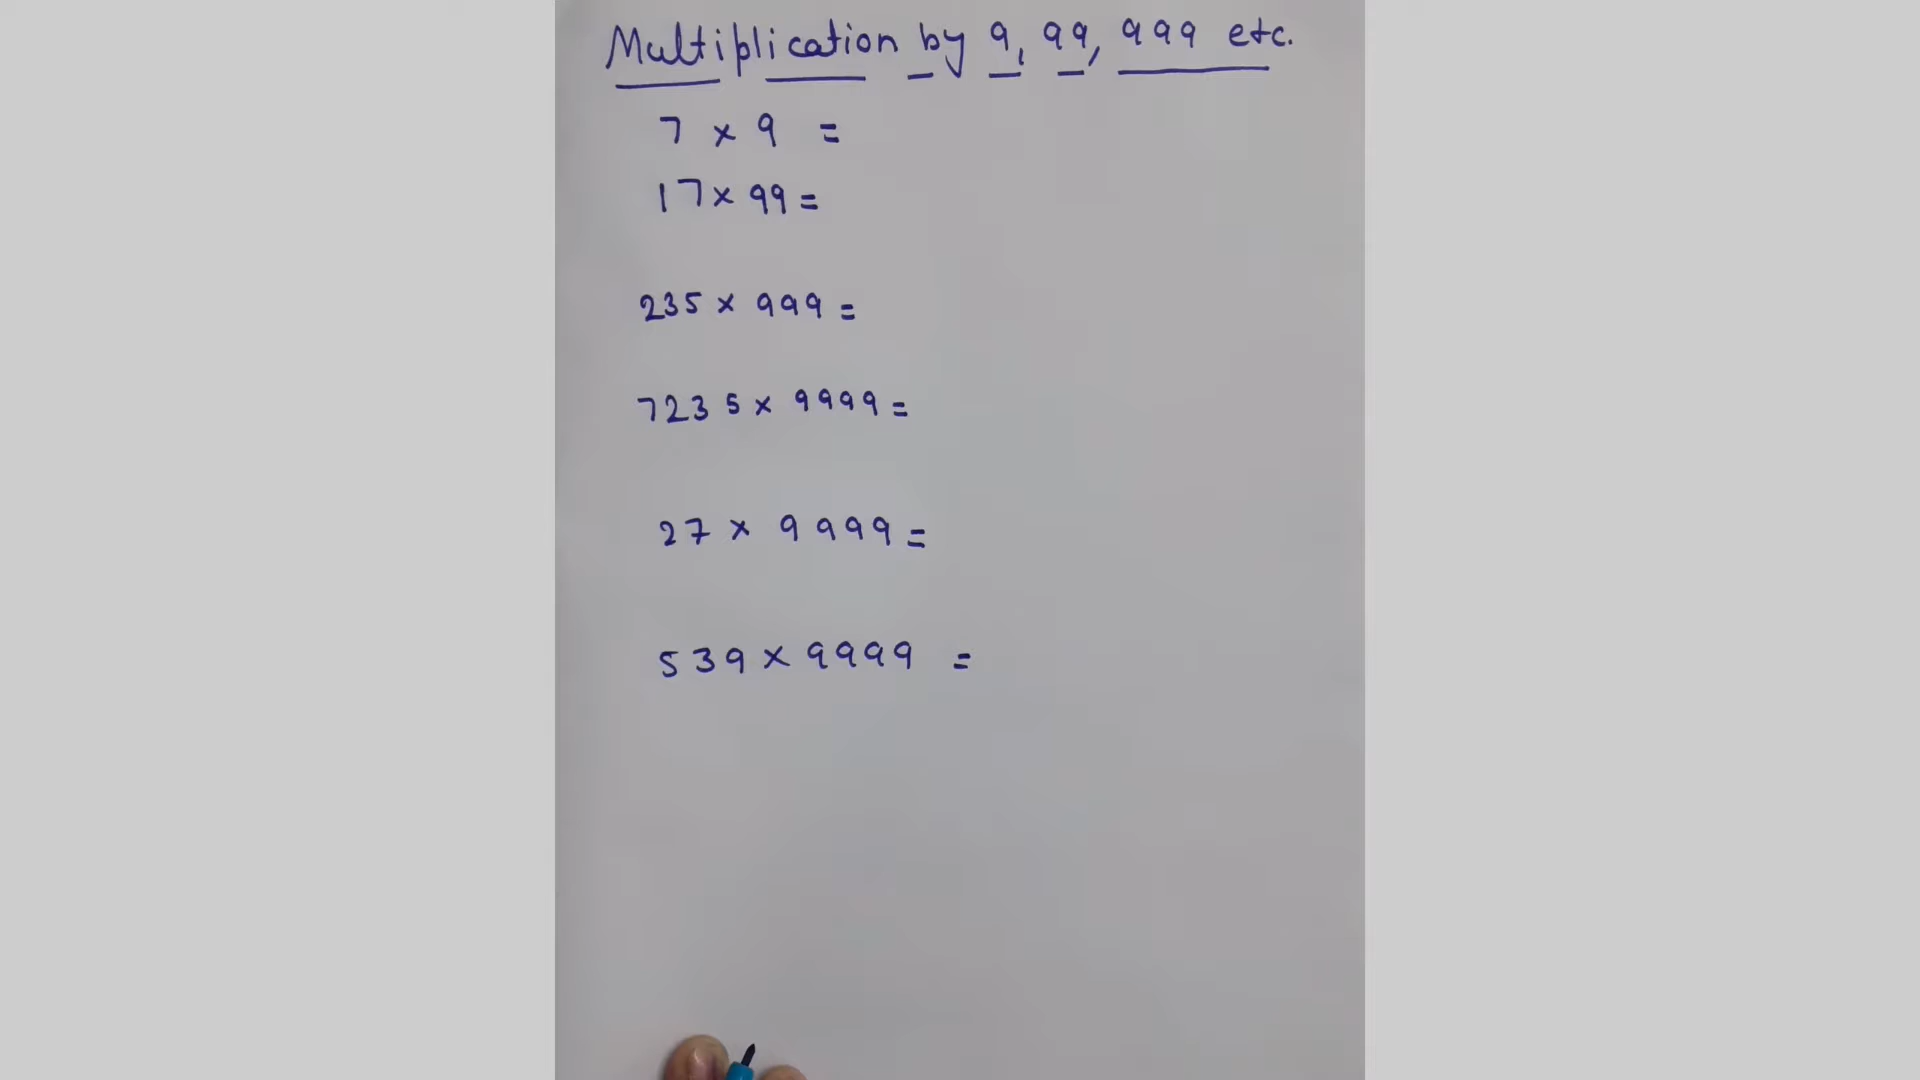 Multiplication by 9, 99, 999 etc.
7 × 9 =
17 × 99 =
235 × 999 =
7235 × 9999 =
27 × 9999 =
539 × 9999 =